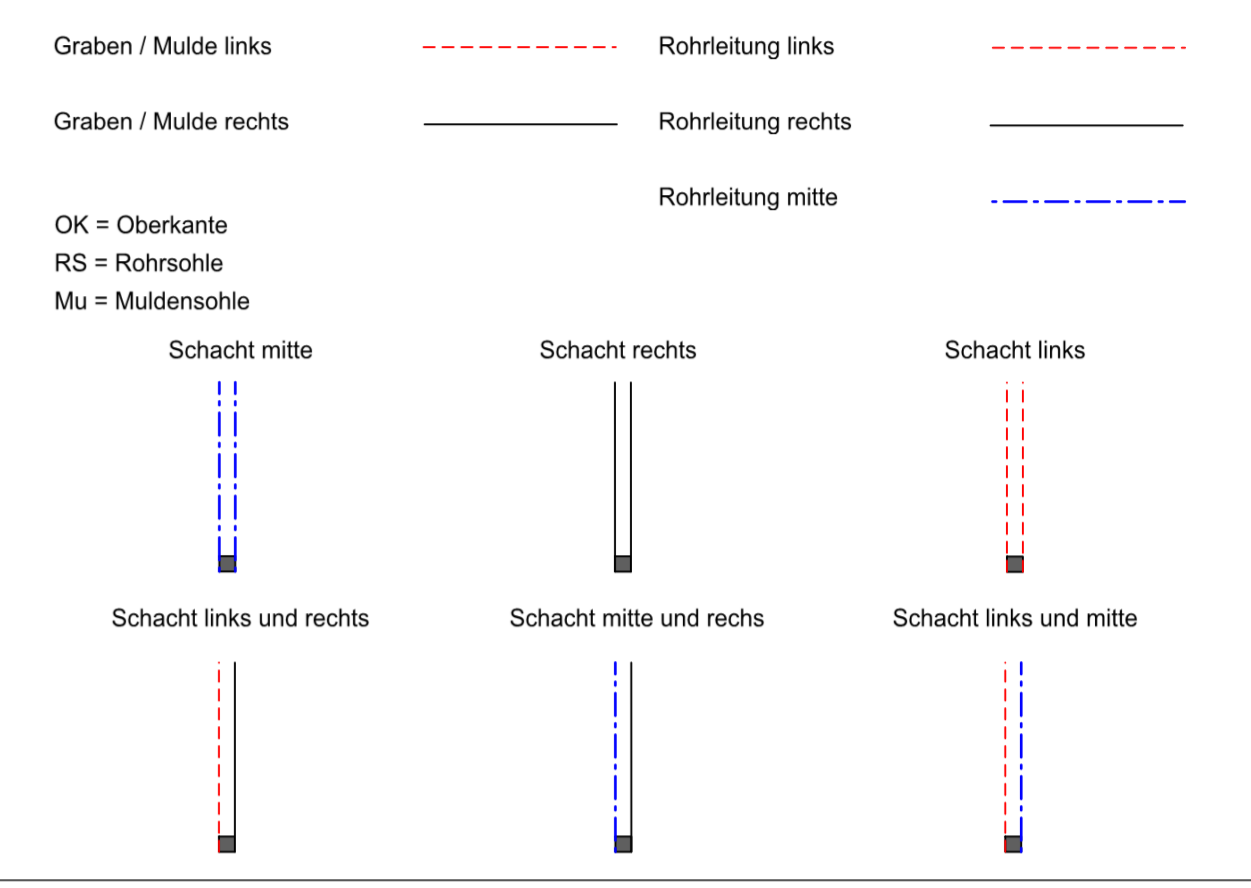 Graben / Mulde links
Rohrleitung links
Graben / Mulde rechts
Rohrleitung rechts
Rohrleitung mitte
OK = Oberkante
RS = Rohrsohle
Mu = Muldensohle
Schacht mitte
Schacht rechts
Schacht links
Schacht links und rechts
Schacht mitte und rechs
Schacht links und mitte